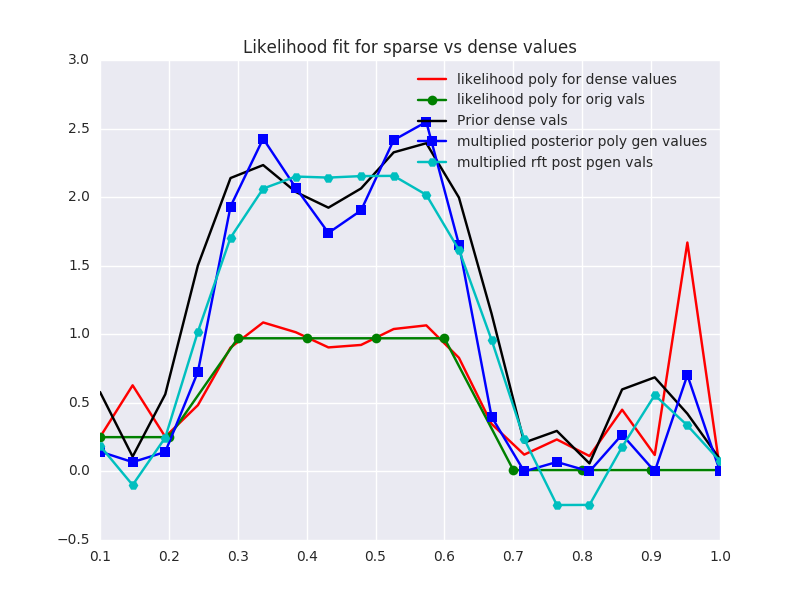 Likelihood fit for sparse vs dense values
3.0
likelihood poly for dense values
likelihood poly for orig vals
Prior dense vals
multiplied posterior poly gen values
multiplied rft post pgen vals
2.5
2.0
1.5
1.0
0.5
0.0
−0.5
0.1 0.2 0.3 0.4 0.5 0.6 0.7 0.8 0.9 1.0